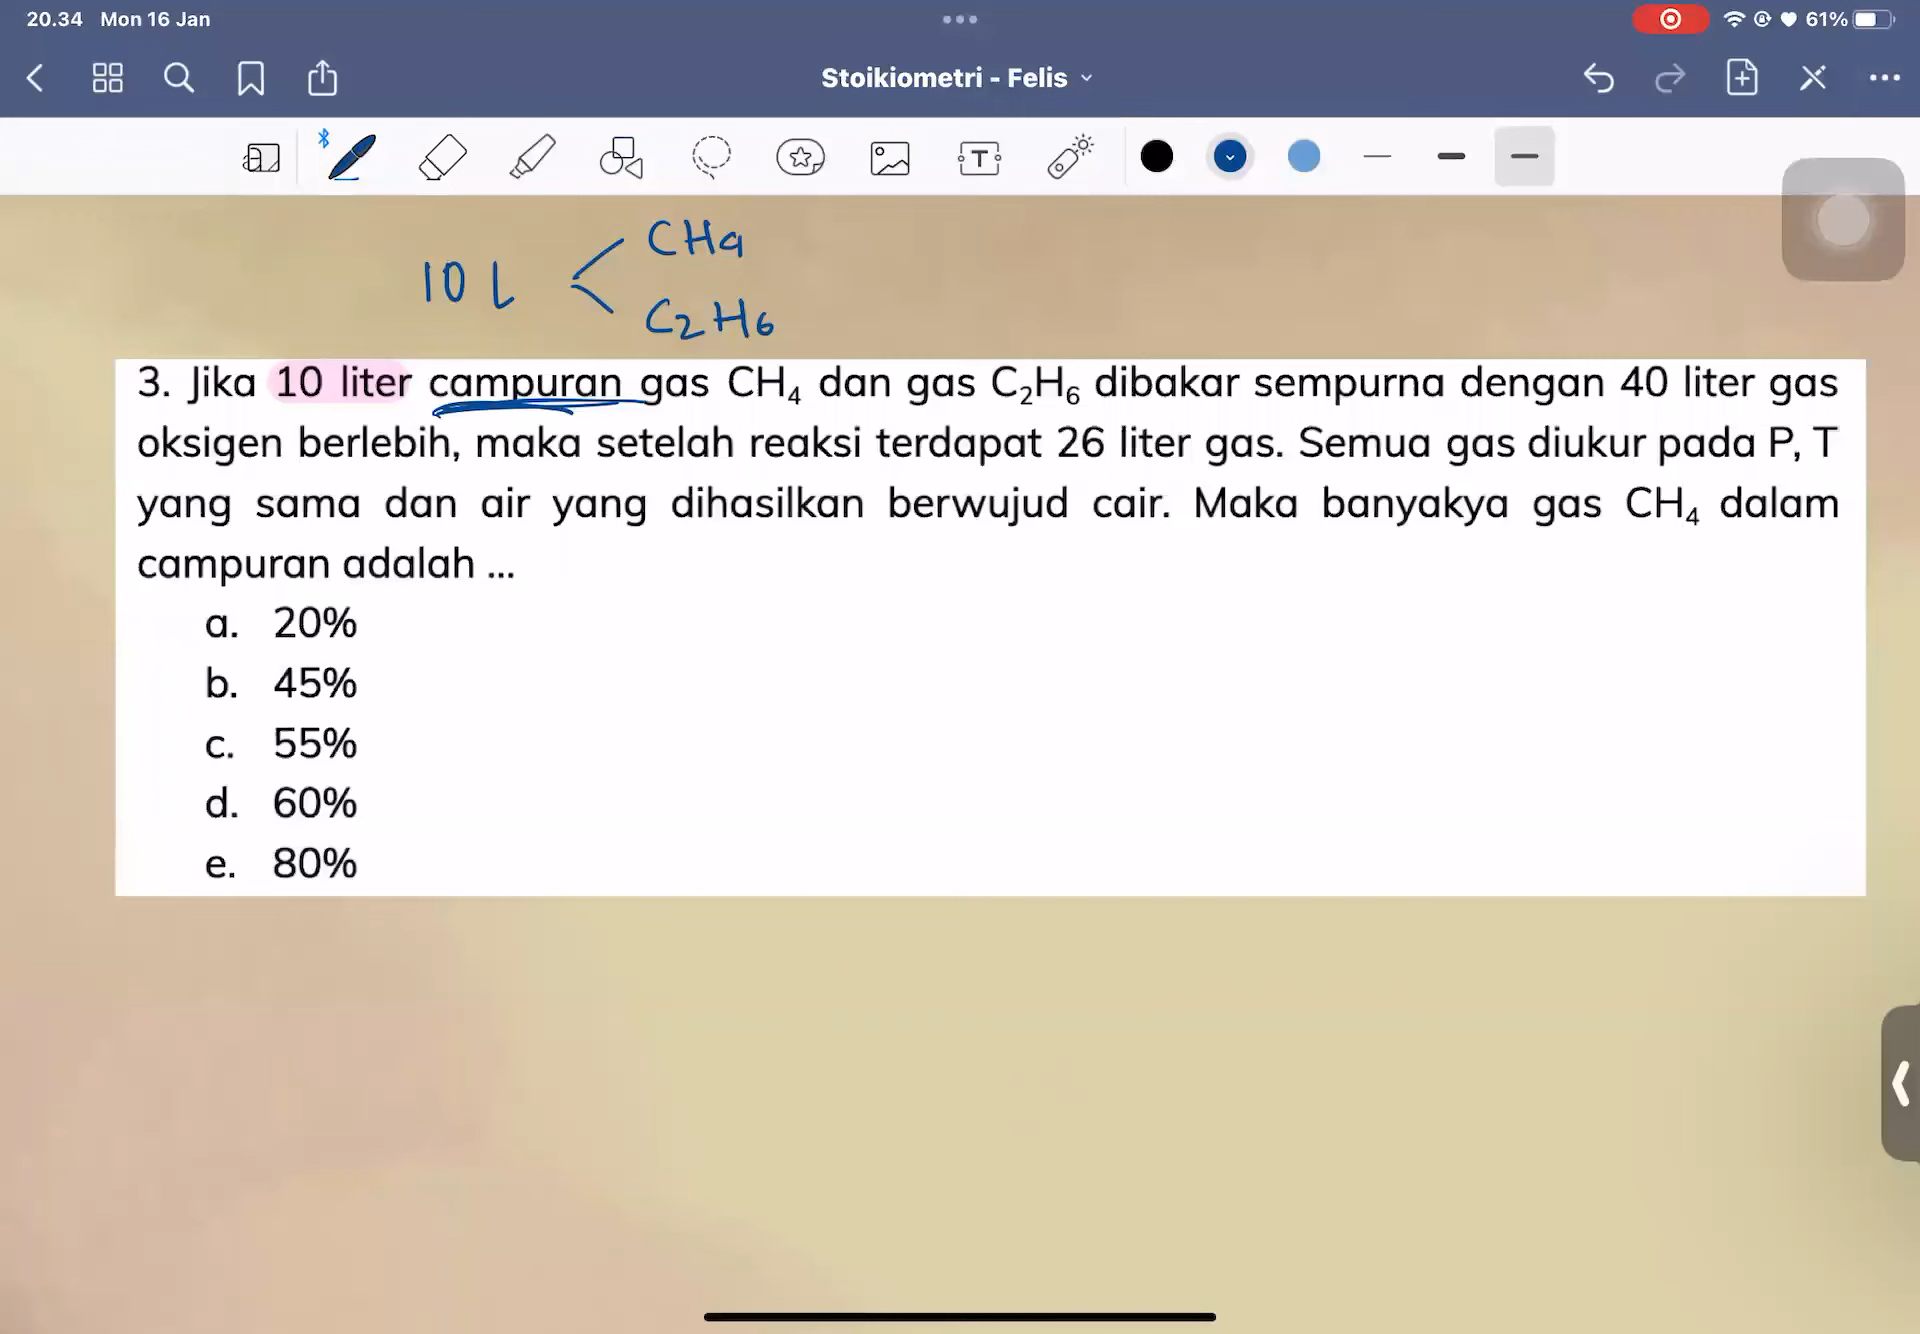 20.34 Mon 16 Jan
61%
Stoikiometri - Felis
10 L
CH4
C2H6
3. Jika 10 liter campuran gas CH₄ dan gas C₂H₆ dibakar sempurna dengan 40 liter gas
oksigen berlebih, maka setelah reaksi terdapat 26 liter gas. Semua gas diukur pada P, T
yang sama dan air yang dihasilkan berwujud cair. Maka banyakya gas CH₄ dalam
campuran adalah ...
a. 20%
b. 45%
c. 55%
d. 60%
e. 80%